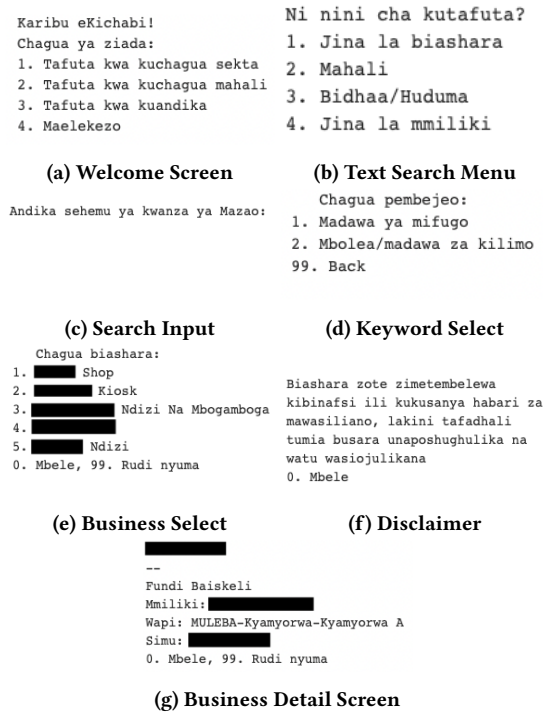 Karibu eKichabi!
Chagua ya ziada:
1. Tafuta kwa kuchagua sekta
2. Tafuta kwa kuchagua mahali
3. Tafuta kwa kuandika
4. Maelekezo
(a) Welcome Screen
Ni nini cha kutafuta?
1. Jina la biashara
2. Mahali
3. Bidhaa/Huduma
4. Jina la mmiliki
(b) Text Search Menu
Andika sehemu ya kwanza ya Mazao:
(c) Search Input
Chagua pembejeo:
1. Madawa ya mifugo
2. Mbolea/madawa za kilimo
99. Back
(d) Keyword Select
Chagua biashara:
1. Shop
2. Kiosk
3. Ndizi Na Mbogamboga
4.
5. Ndizi
0. Mbele, 99. Rudi nyuma
(e) Business Select
Biashara zote zimetembelewa
kibinafsi ili kukusanya habari za
mawasiliano, lakini tafadhali
tumia busara unaposhughulika na
watu wasiojulikana
0. Mbele
(f) Disclaimer
--
Fundi Baiskeli
Mmiliki:
Wapi: MULEBA-Kyamyorwa-Kyamyorwa A
Simu:
0. Mbele, 99. Rudi nyuma
(g) Business Detail Screen